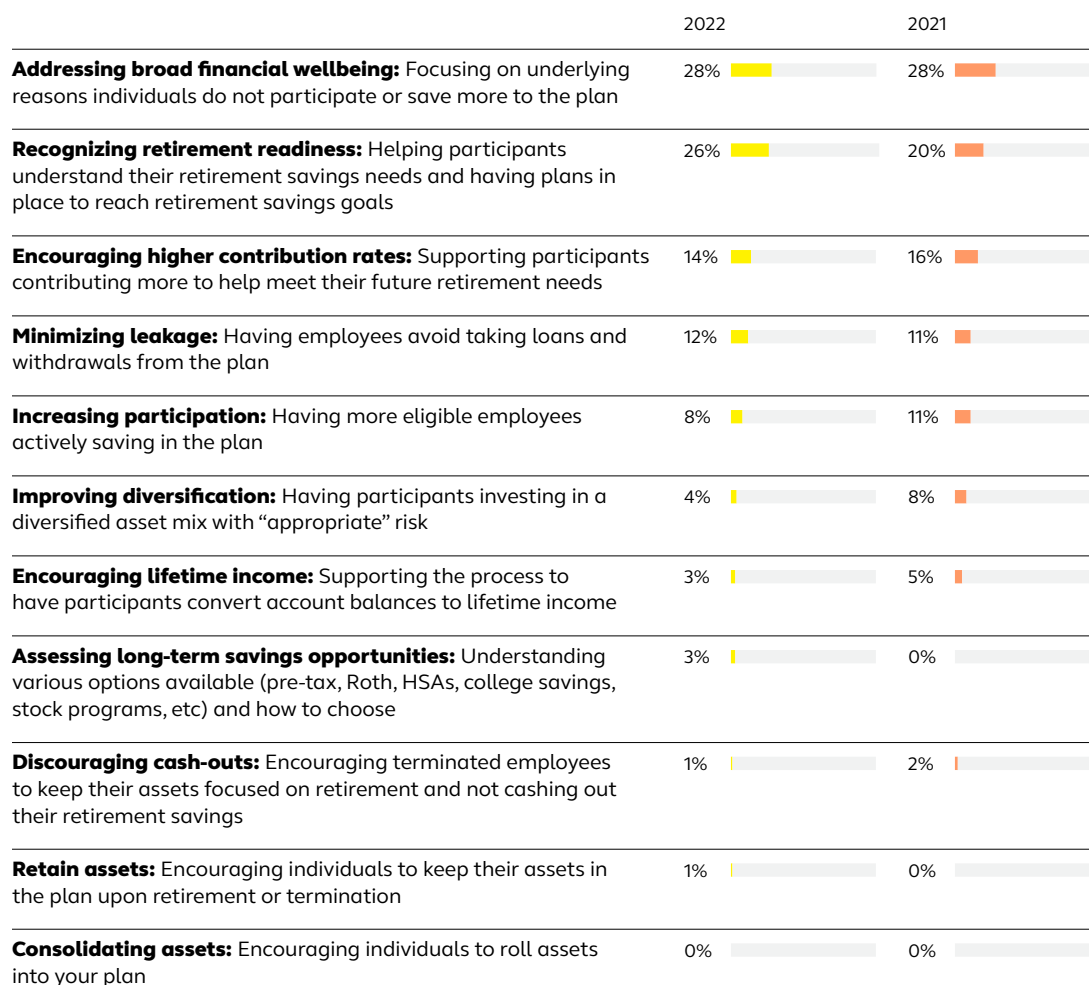 2022 2021
Addressing broad financial wellbeing: Focusing on underlying
reasons individuals do not participate or save more to the plan
28% 28%
Recognizing retirement readiness: Helping participants
understand their retirement savings needs and having plans in
place to reach retirement savings goals
26% 20%
Encouraging higher contribution rates: Supporting participants
contributing more to help meet their future retirement needs
14% 16%
Minimizing leakage: Having employees avoid taking loans and
withdrawals from the plan
12% 11%
Increasing participation: Having more eligible employees
actively saving in the plan
8% 11%
Improving diversification: Having participants investing in a
diversified asset mix with “appropriate” risk
4% 8%
Encouraging lifetime income: Supporting the process to
have participants convert account balances to lifetime income
3% 5%
Assessing long-term savings opportunities: Understanding
various options available (pre-tax, Roth, HSAs, college savings,
stock programs, etc) and how to choose
3% 0%
Discouraging cash-outs: Encouraging terminated employees
to keep their assets focused on retirement and not cashing out
their retirement savings
1% 2%
Retain assets: Encouraging individuals to keep their assets in
the plan upon retirement or termination
1% 0%
Consolidating assets: Encouraging individuals to roll assets
into your plan
0% 0%